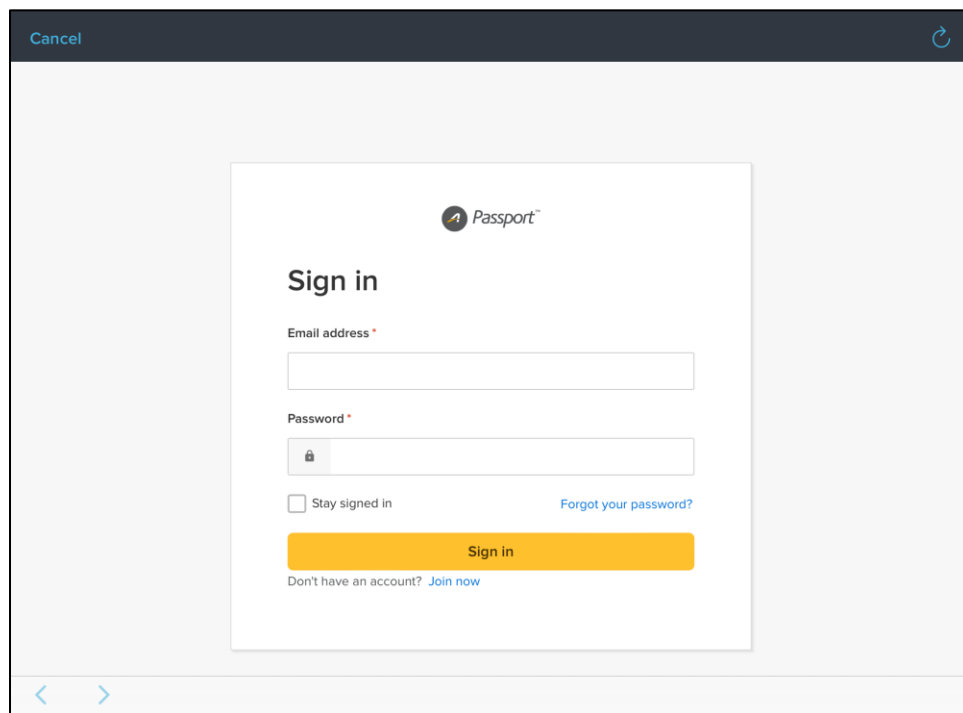 Cancel
Passport™
Sign in
Email address *
Password *
Stay signed in Forgot your password?
Sign in
Don't have an account? Join now